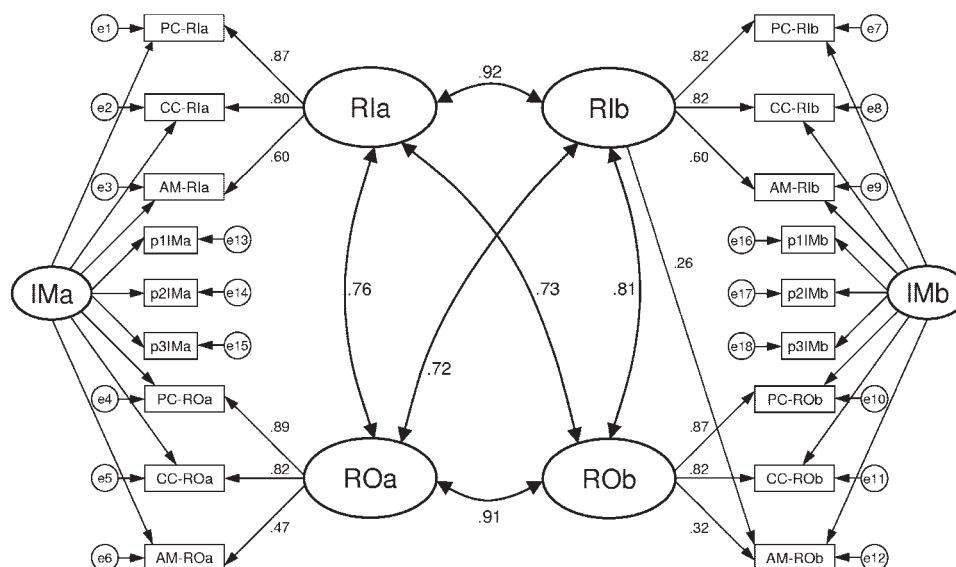 e1 PC-RIa PC-RIb e7
.87 .92 .82
e2 CC-RIa .80 RIa RIb .82 CC-RIb e8
.60 .60
e3 AM-RIa AM-RIb e9
p1IMa e13 e16 p1IMb
.26
IMa p2IMa e14 .76 .73 .81 e17 p2IMb IMb
p3IMa e15 e18 p3IMb
.72
e4 PC-ROa PC-ROb e10
.89 .87
e5 CC-ROa .82 ROa ROb .82 CC-ROb e11
.47 .91 .32
e6 AM-ROa AM-ROb e12